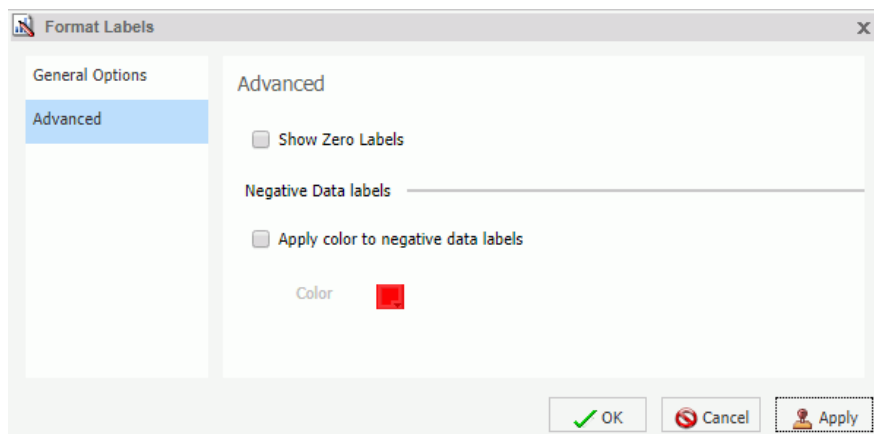 Format Labels
x
General Options
Advanced
Advanced
Show Zero Labels
Negative Data labels
Apply color to negative data labels
Color
OK
Cancel
Apply